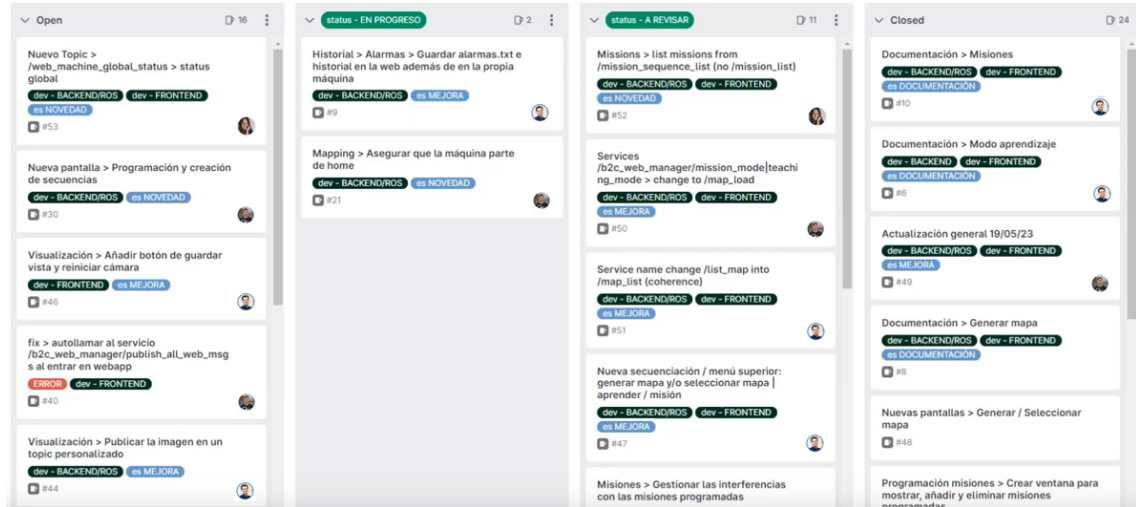 Open
16
Nuevo Topic >
/web_machine_global_status > status
global
dev - BACKEND/ROS dev - FRONTEND
es NOVEDAD
#53
Nueva pantalla > Programación y creación
de secuencias
dev - BACKEND/ROS es NOVEDAD
#30
Visualización > Añadir botón de guardar
vista y reiniciar cámara
dev - FRONTEND es MEJORA
#46
fix > autollamar al servicio
/b2c_web_manager/publish_all_web_msg
s al entrar en webapp
ERROR dev - FRONTEND
#40
Visualización > Publicar la imagen en un
topic personalizado
dev - BACKEND/ROS es MEJORA
#44
status - EN PROGRESO
2
Historial > Alarmas > Guardar alarmas.txt e
historial en la web además de en la propia
máquina
dev - BACKEND/ROS es MEJORA
#9
Mapping > Asegurar que la máquina parte
de home
dev - BACKEND/ROS es NOVEDAD
#21
status - A REVISAR
11
Missions > list missions from
/mission_sequence_list (no /mission_list)
dev - BACKEND/ROS dev - FRONTEND
es NOVEDAD
#52
Services
/b2c_web_manager/mission_mode|teachi
ng_mode > change to /map_load
dev - BACKEND/ROS dev - FRONTEND
es MEJORA
#50
Service name change /list_map into
/map_list (coherence)
dev - BACKEND/ROS dev - FRONTEND
es MEJORA
#51
Nueva secuenciación / menú superior:
generar mapa y/o seleccionar mapa |
aprender / misión
dev - BACKEND/ROS dev - FRONTEND
es MEJORA
#47
Misiones > Gestionar las interferencias
con las misiones programadas
Closed
24
Documentación > Misiones
dev - BACKEND/ROS dev - FRONTEND
es DOCUMENTACIÓN
#10
Documentación > Modo aprendizaje
dev - BACKEND dev - FRONTEND
es DOCUMENTACIÓN
#6
Actualización general 19/05/23
dev - BACKEND/ROS dev - FRONTEND
es MEJORA
#49
Documentación > Generar mapa
dev - BACKEND/ROS dev - FRONTEND
es DOCUMENTACIÓN
#8
Nuevas pantallas > Generar / Seleccionar
mapa
#48
Programación misiones > Crear ventana para
mostrar, añadir y eliminar misiones
programadas